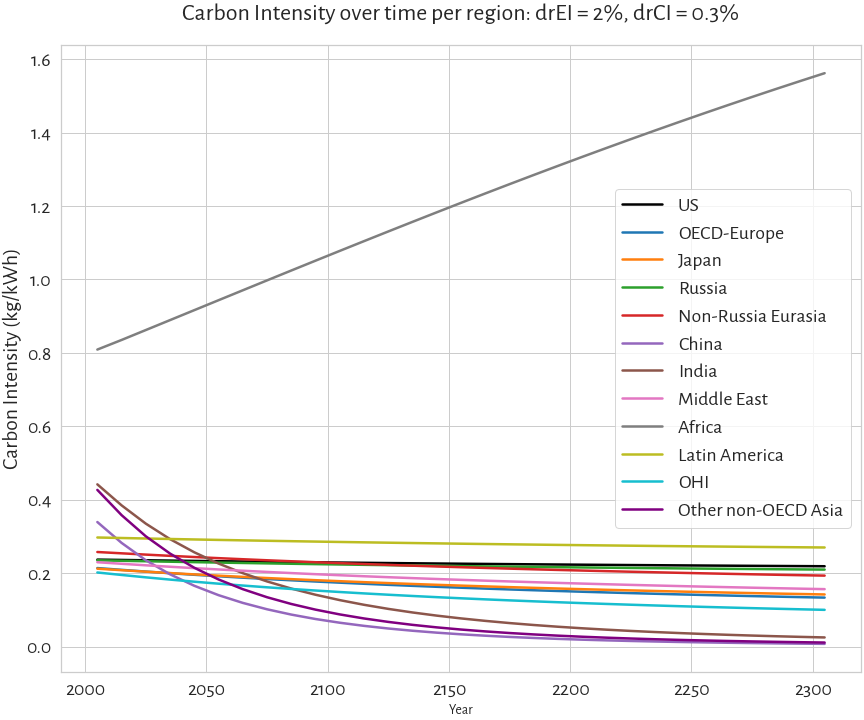 Carbon Intensity over time per region: drEI = 2%, drCI = 0.3%
Carbon Intensity (kg/kWh)
1.6
1.4
1.2
1.0
0.8
0.6
0.4
0.2
0.0
US
OECD-Europe
Japan
Russia
Non-Russia Eurasia
China
India
Middle East
Africa
Latin America
OHI
Other non-OECD Asia
2000 2050 2100 2150 2200 2250 2300
Year